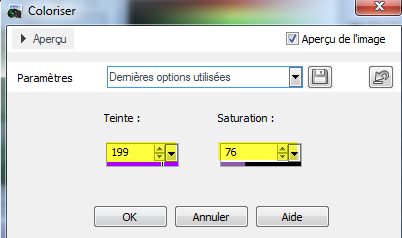 Coloriser
Aperçu
Aperçu de l'image
Paramètres
Dernières options utilisées
Teinte :
Saturation :
199
76
OK
Annuler
Aide